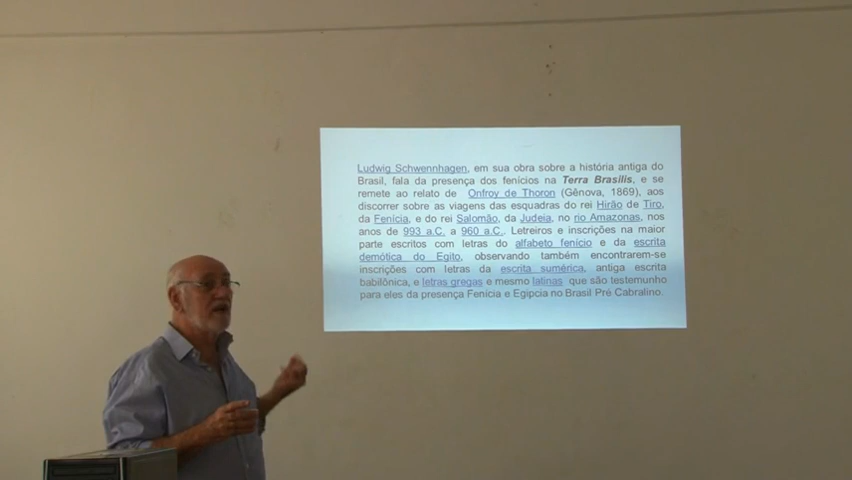 Ludwig Schwennhagen, em sua obra sobre a história antiga do
Brasil, fala da presença dos fenícios na Terra Brasilis, e se
remete ao relato de Onfroy de Thoron (Gênova, 1869), aos
discorrer sobre as viagens das esquadras do rei Hirão de Tiro,
da Fenícia, e do rei Salomão, da Judeia, no rio Amazonas, nos
anos de 993 a.C. a 960 a.C.. Letreiros e inscrições na maior
parte escritos com letras do alfabeto fenício e da escrita
demótica do Egito, observando também encontrarem-se
inscrições com letras da escrita sumérica, antiga escrita
babilônica, e letras gregas e mesmo latinas que são testemunho
para eles da presença Fenícia e Egipcia no Brasil Pré Cabralino.